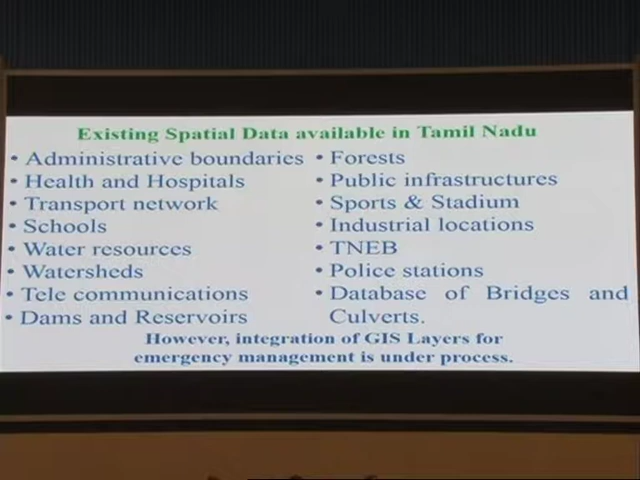 Existing Spatial Data available in Tamil Nadu
• Administrative boundaries
• Health and Hospitals
• Transport network
• Schools
• Water resources
• Watersheds
• Tele communications
• Dams and Reservoirs
• Forests
• Public infrastructures
• Sports & Stadium
• Industrial locations
• TNEB
• Police stations
• Database of Bridges and
Culverts.
However, integration of GIS Layers for
emergency management is under process.